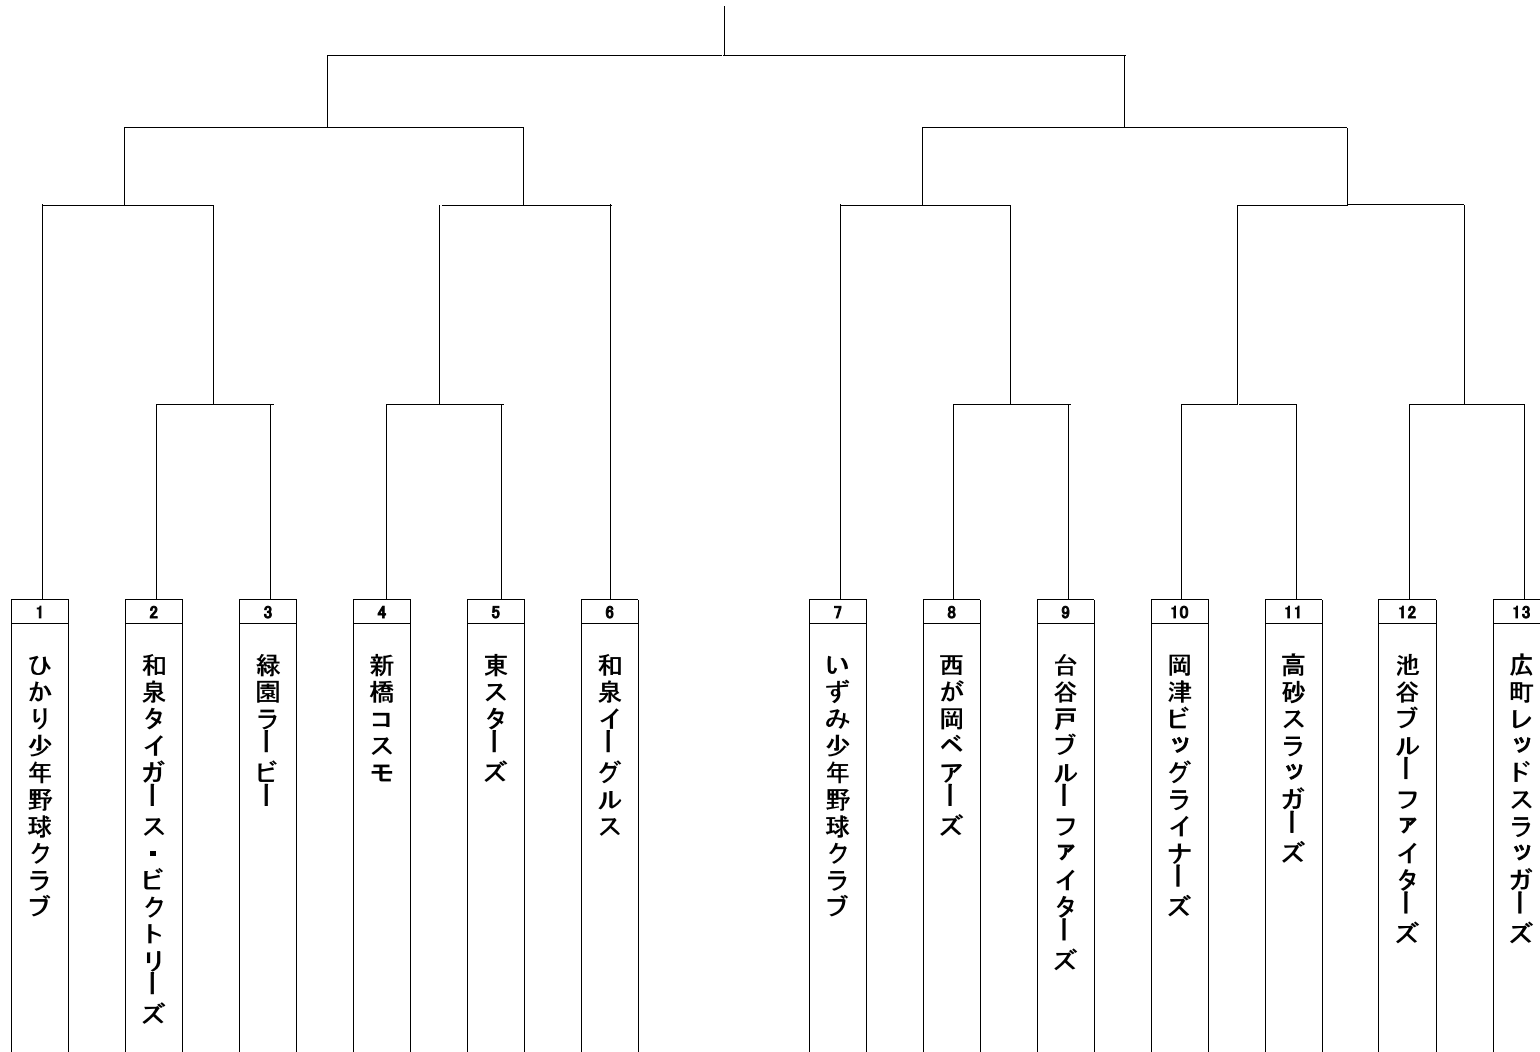 1
ひかり少年野球クラブ
2
和泉タイガース・ビクトリーズ
3
緑園ラービー
4
新橋コスモ
5
東スターズ
6
和泉イーグルス
7
いずみ少年野球クラブ
8
西が岡ベアーズ
9
台谷戸ブルーファイターズ
10
岡津ビッグライナーズ
11
高砂スラッガーズ
12
池谷ブルーファイターズ
13
広町レッドスラッガーズ